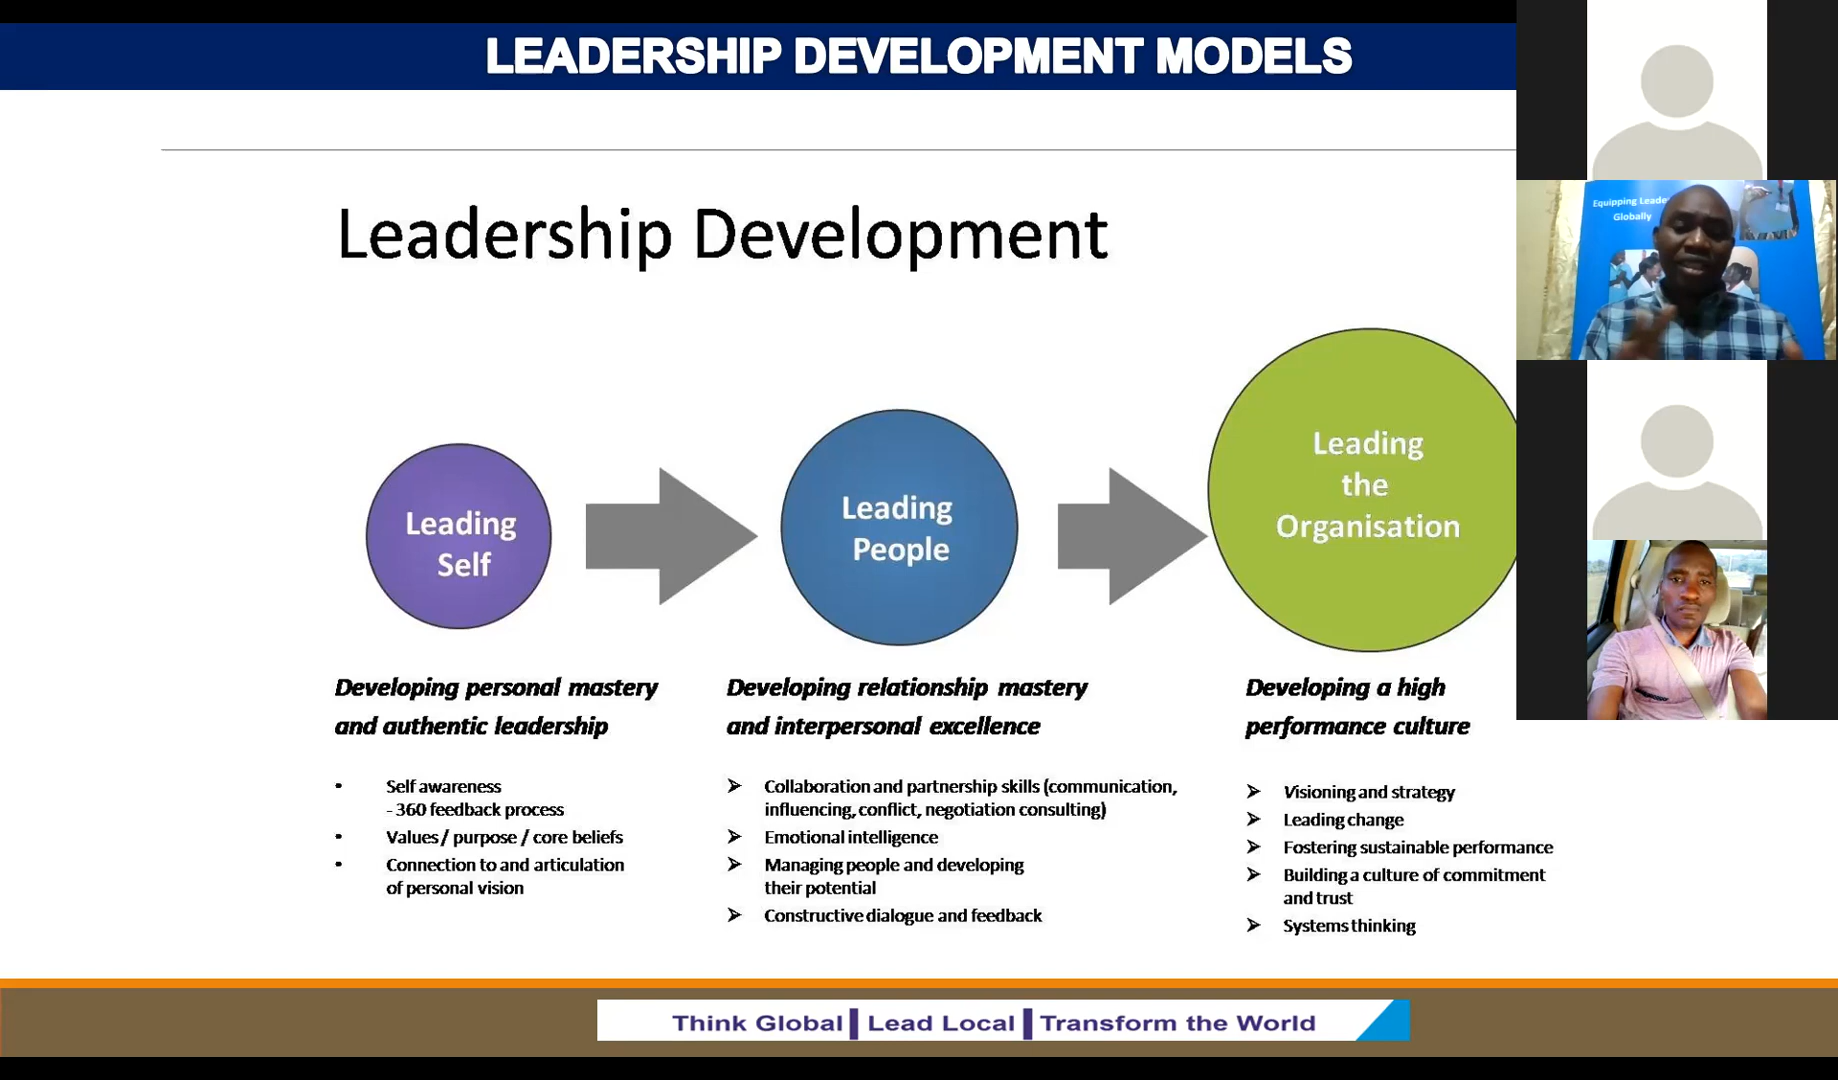 LEADERSHIP DEVELOPMENT MODELS
Leadership Development
Leading
Self
Leading
People
Leading
the
Organisation
Developing personal mastery
and authentic leadership
• Self awareness
- 360 feedback process
• Values / purpose / core beliefs
• Connection to and articulation
of personal vision
Developing relationship mastery
and interpersonal excellence
➢ Collaboration and partnership skills (communication,
influencing, conflict, negotiation consulting)
➢ Emotional intelligence
➢ Managing people and developing
their potential
➢ Constructive dialogue and feedback
Developing a high
performance culture
➢ Visioning and strategy
➢ Leading change
➢ Fostering sustainable performance
➢ Building a culture of commitment
and trust
➢ Systems thinking
Equipping Leade
Globally
Think Global | Lead Local | Transform the World